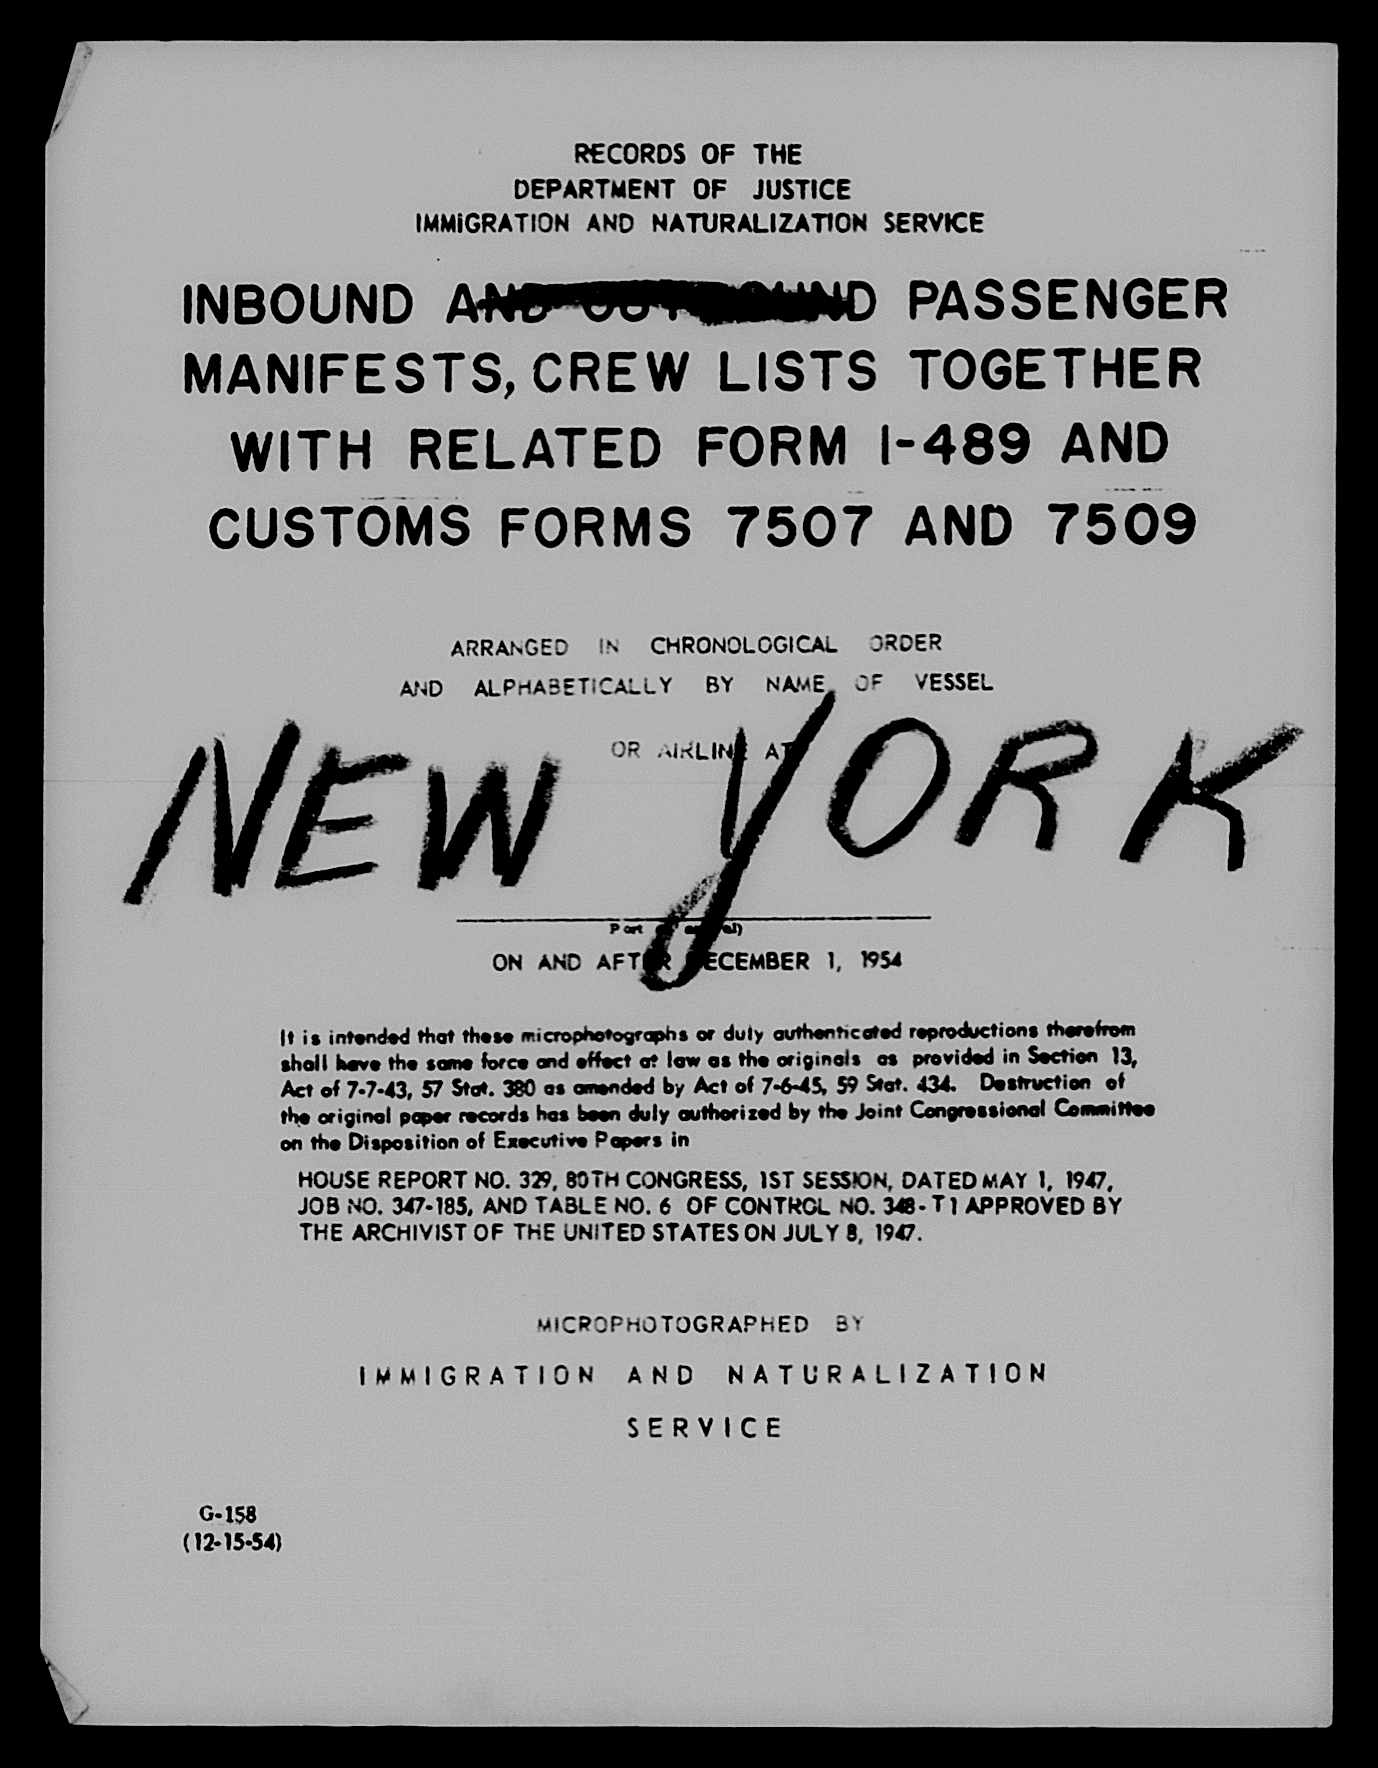 RECORDS OF THE
DEPARTMENT OF JUSTICE
IMMIGRATION AND NATURALIZATION SERVICE
INBOUND AND OUTBOUND PASSENGER
MANIFESTS, CREW LISTS TOGETHER
WITH RELATED FORM I-489 AND
CUSTOMS FORMS 7507 AND 7509
ARRANGED IN CHRONOLOGICAL ORDER
AND ALPHABETICALLY BY NAME OF VESSEL
OR AIRLINE AT
NEW YORK
Port
ON AND AFTER DECEMBER 1, 1954
It is intended that these microphotographs or duly authenticated reproductions therefrom
shall have the same force and effect at law as the originals as provided in Section 13,
Act of 7-7-43, 57 Stat. 380 as amended by Act of 7-6-45, 59 Stat. 434. Destruction of
the original paper records has been duly authorized by the Joint Congressional Committee
on the Disposition of Executive Papers in
HOUSE REPORT NO. 329, 80TH CONGRESS, 1ST SESSION, DATED MAY 1, 1947,
JOB NO. 347-185, AND TABLE NO. 6 OF CONTROL NO. 348-T1 APPROVED BY
THE ARCHIVIST OF THE UNITED STATES ON JULY 8, 1947.
MICROPHOTOGRAPHED BY
IMMIGRATION AND NATURALIZATION
SERVICE
G-158
(12-15-54)